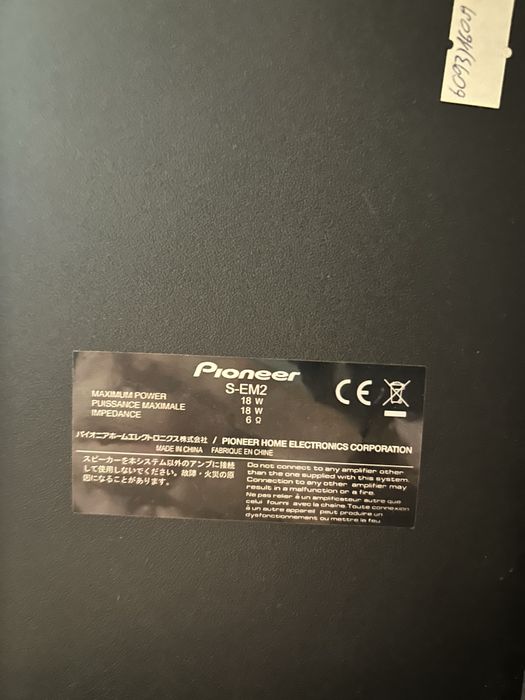 6093)1609
Pioneer
S-EM2
MAXIMUM POWER 18 W
PUISSANCE MAXIMALE 18 W
IMPEDANCE 6 Ω
パイオニアホームエレクトロニクス株式会社 / PIONEER HOME ELECTRONICS CORPORATION
MADE IN CHINA FABRIQUE EN CHINE
CE
スピーカーを本システム以外のアンプに接続
して使用しないでください。故障・火災の原
因になることがあります。
Do not connect to any amplifier other
than the one supplied with this system.
Connection to any other amplifier may
result in a malfunction or a fire.
Ne pas relier à un amplificateur autre que
celui fourni avec la chaine. Toute connexion
à un autre appareil peut produire un
dysfonctionnement ou mettre le feu